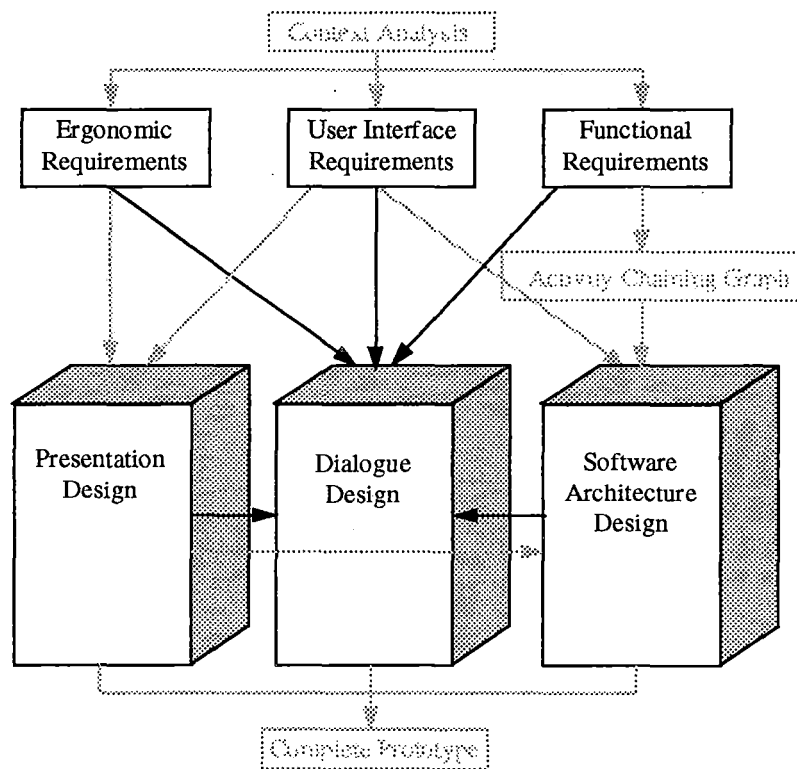 Context Analysis
Ergonomic
Requirements
User Interface
Requirements
Functional
Requirements
Activity Chaining Graph
Presentation
Design
Dialogue
Design
Software
Architecture
Design
Complete Prototype